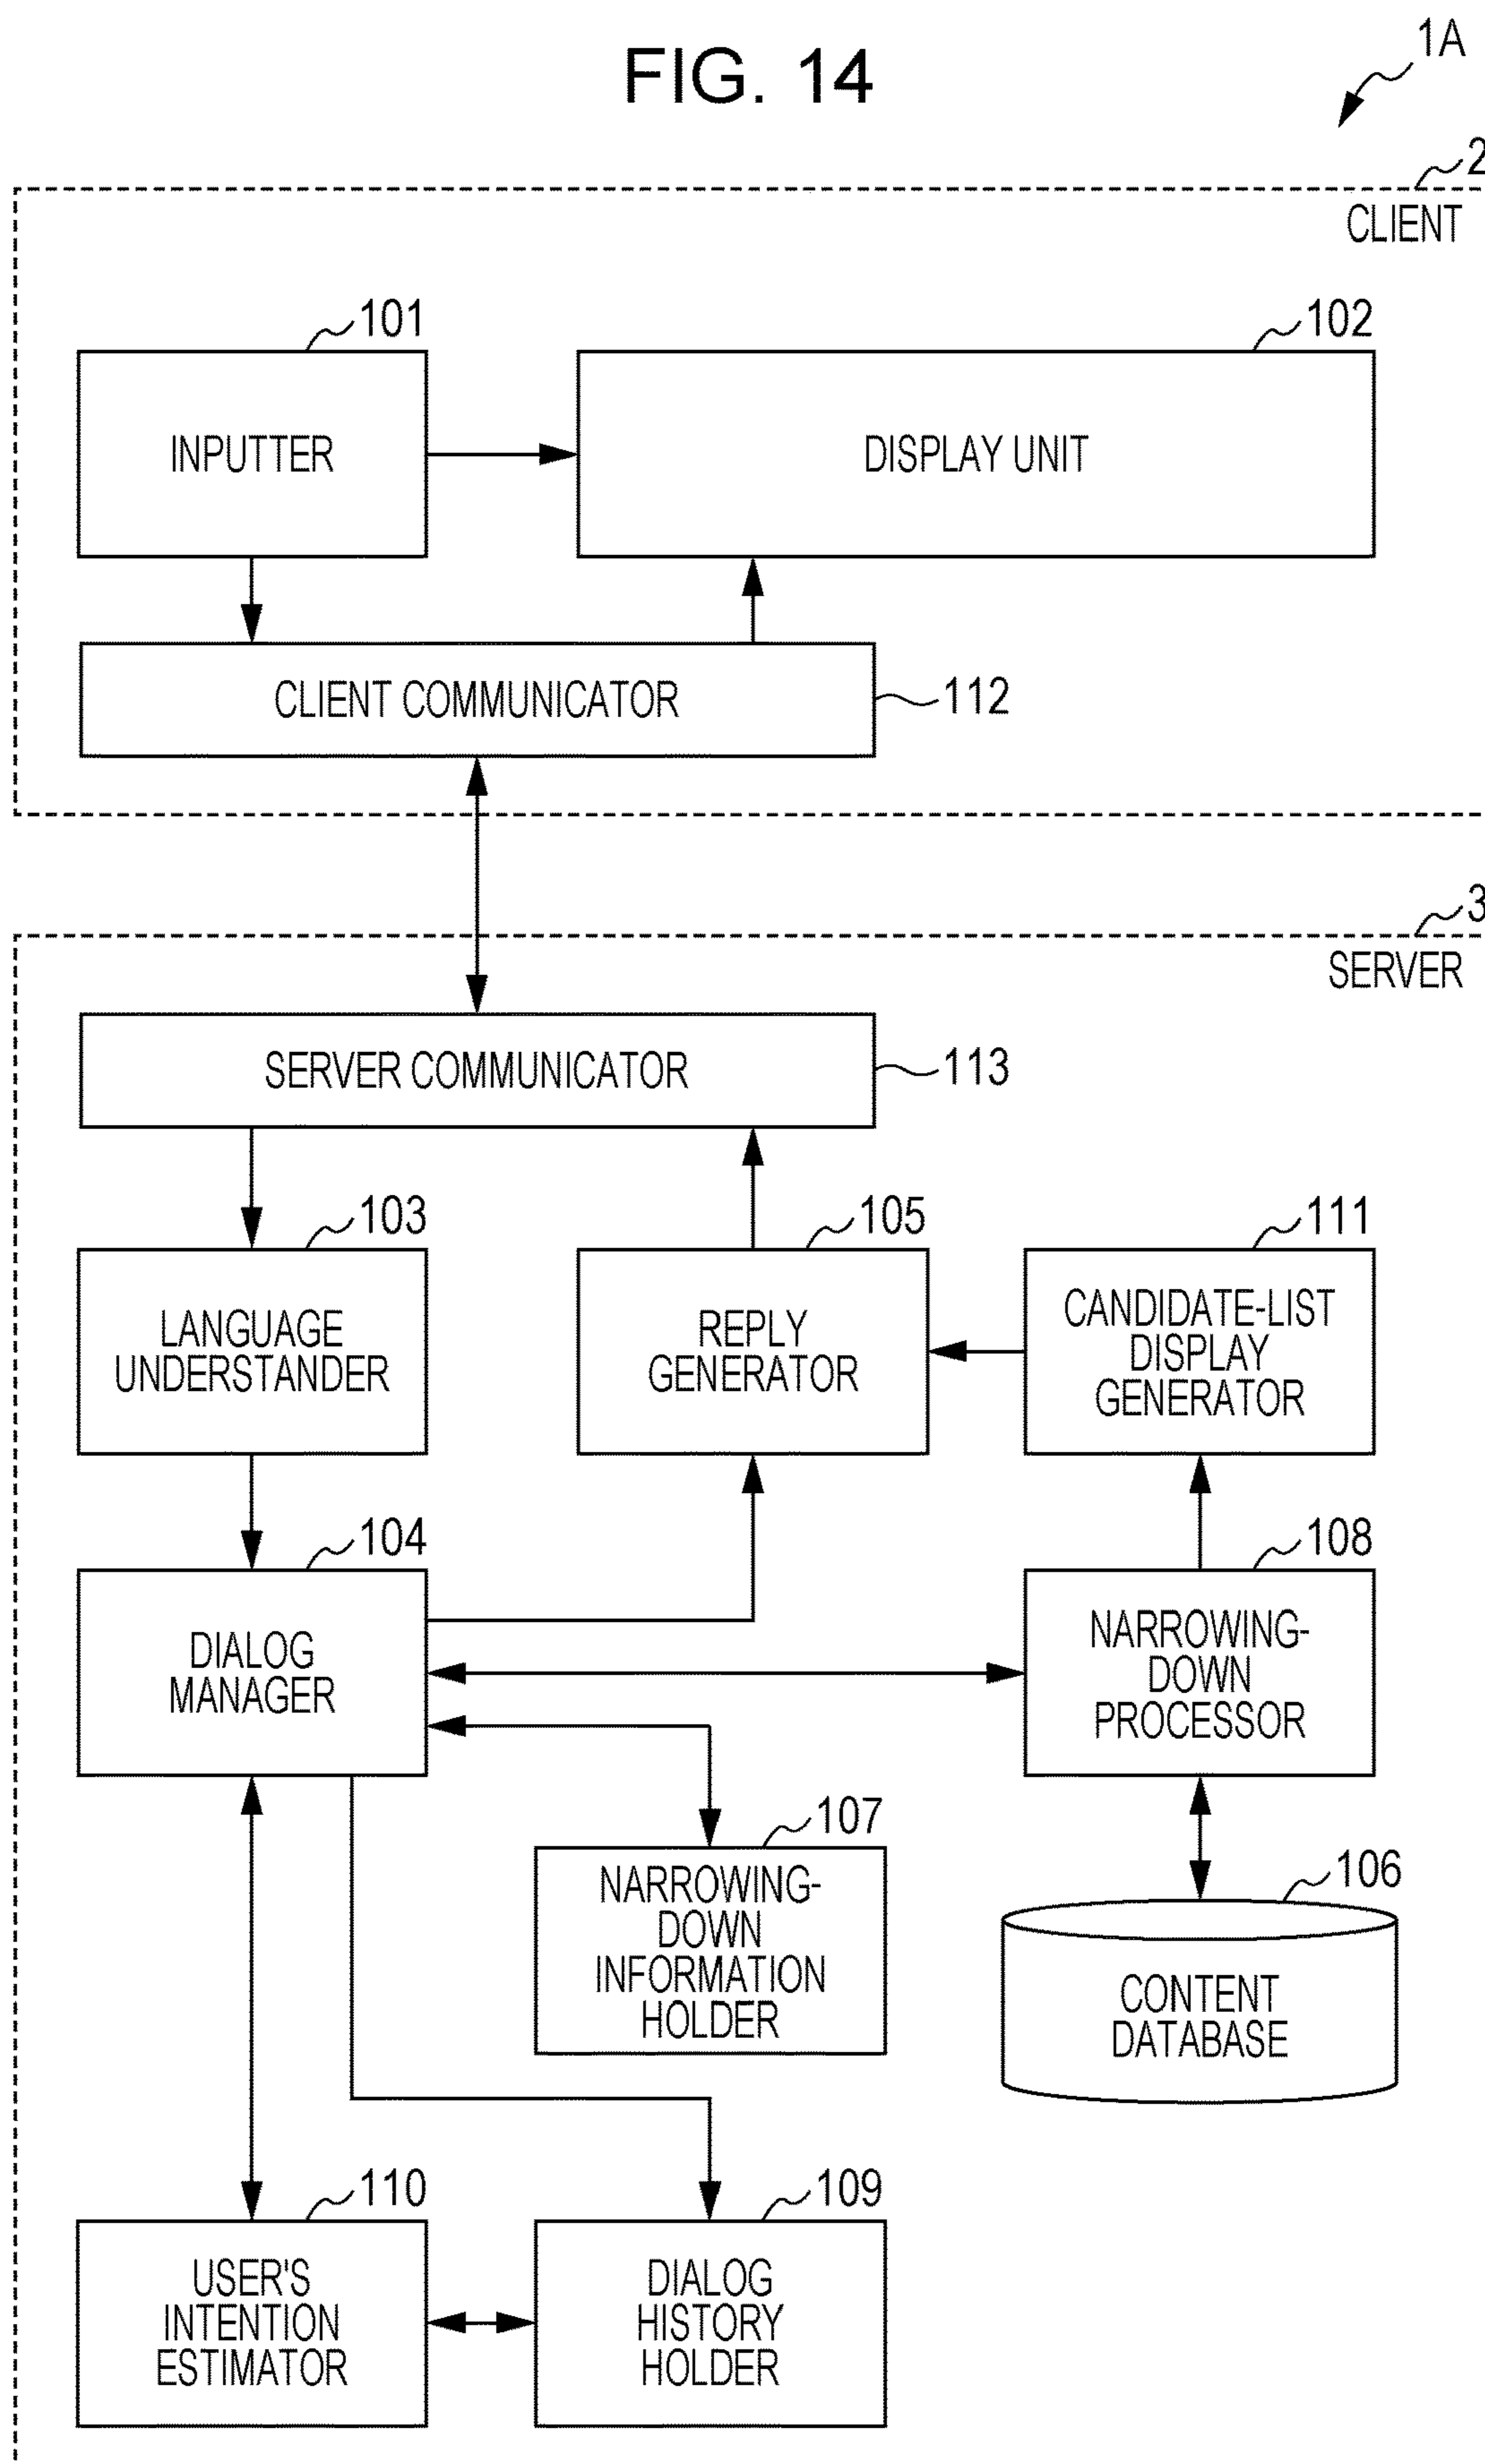 FIG. 14
1A
2
CLIENT
101
102
INPUTTER
DISPLAY UNIT
CLIENT COMMUNICATOR
112
3
SERVER
SERVER COMMUNICATOR
113
103
105
111
LANGUAGE
UNDERSTANDER
REPLY
GENERATOR
CANDIDATE-LIST
DISPLAY
GENERATOR
104
108
DIALOG
MANAGER
NARROWING-
DOWN
PROCESSOR
107
106
NARROWING-
DOWN
INFORMATION
HOLDER
CONTENT
DATABASE
110
109
USER'S
INTENTION
ESTIMATOR
DIALOG
HISTORY
HOLDER